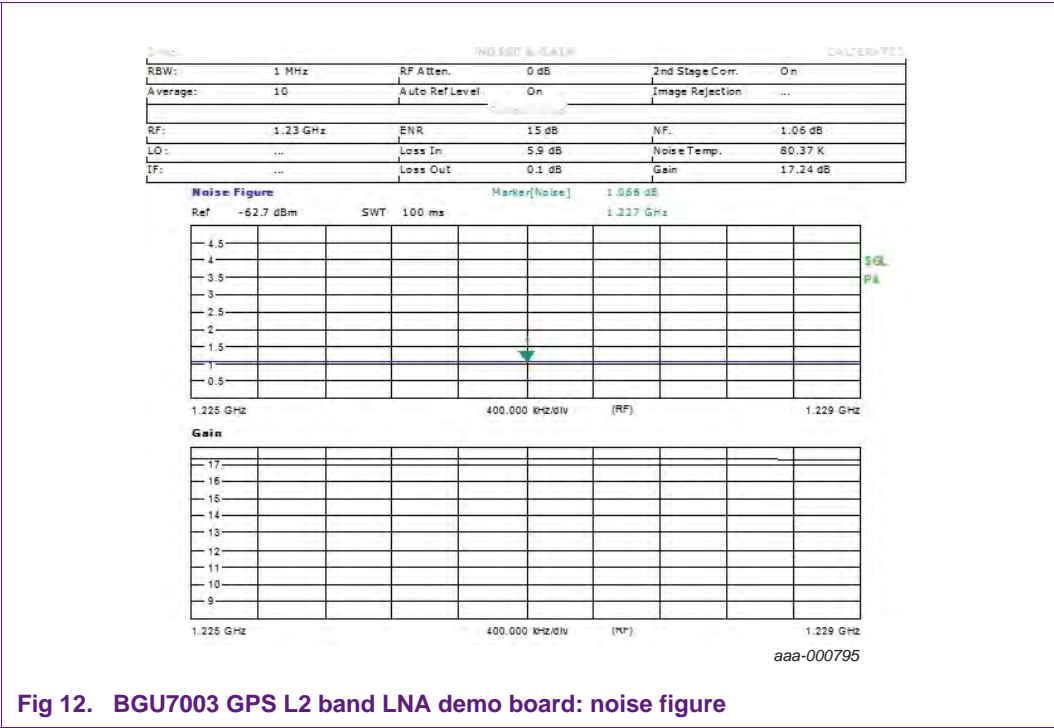 NOISE & GAIN
RBW: 1 MHz RF Atten. 0 dB 2nd Stage Corr. On
Average: 10 Auto Ref Level On Image Rejection ...
RF: 1.23 GHz ENR 15 dB NF. 1.06 dB
LO: ... Loss In 5.9 dB Noise Temp. 80.37 K
IF: ... Loss Out 0.1 dB Gain 17.24 dB
Noise Figure Marker[Noise] 1.066 dB
Ref -62.7 dBm SWT 100 ms 1.227 GHz
4.5
4
SGL
3.5
3
2.5
2
1.5
1
0.5
1.225 GHz 400.000 kHz/div (RF) 1.229 GHz
Gain
17
16
15
14
13
12
11
10
9
1.225 GHz 400.000 kHz/div (RF) 1.229 GHz
aaa-000795
Fig 12. BGU7003 GPS L2 band LNA demo board: noise figure